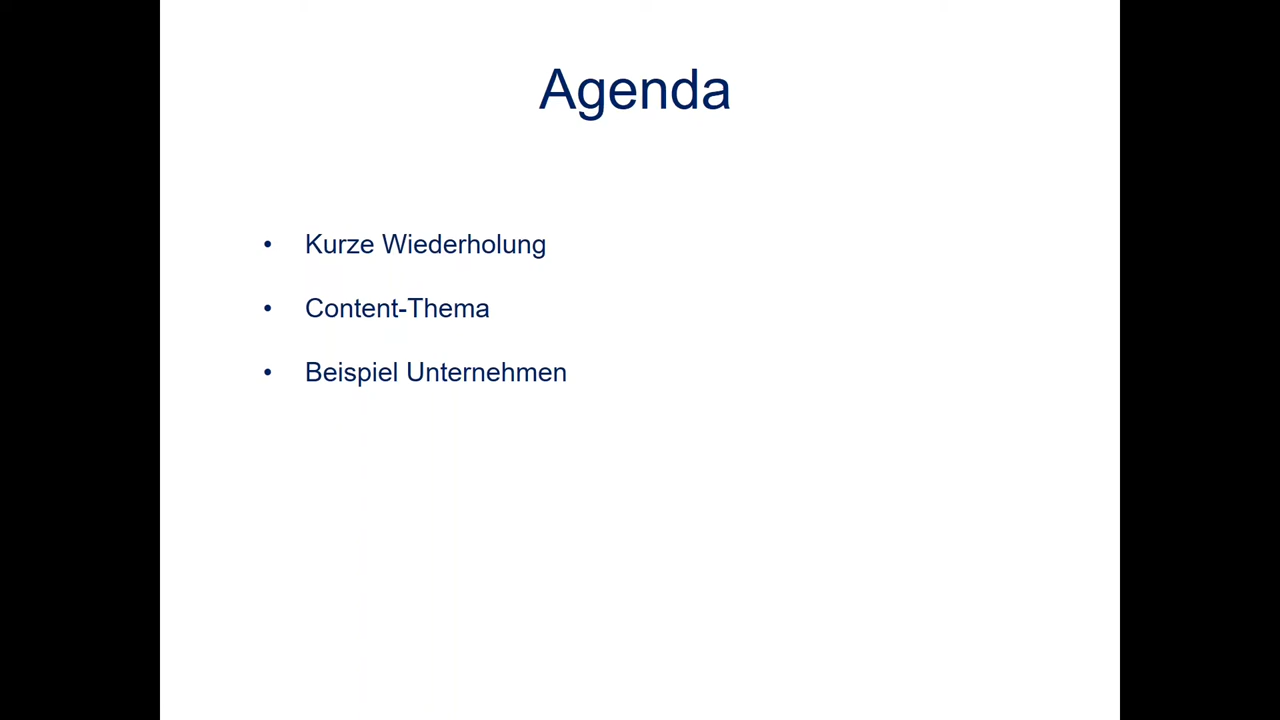 Agenda
• Kurze Wiederholung
• Content-Thema
• Beispiel Unternehmen